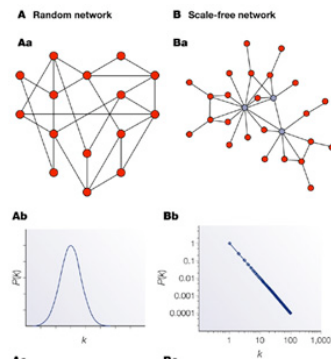 A Random network
B Scale-free network
Aa
Ba
Ab
Bb
P(k)
k
P(k)
1
0.1
0.01
0.001
0.0001
1
10
100
1,000
k